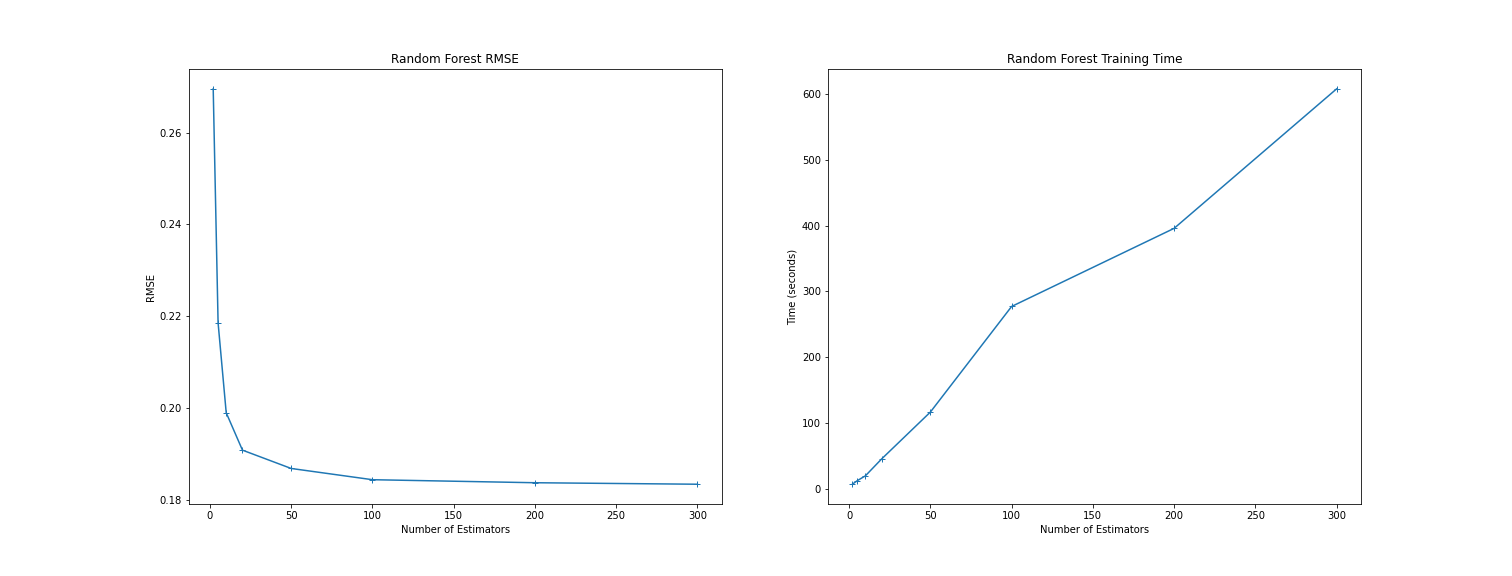 Random Forest RMSE
0.26
0.24
0.22
0.20
0.18
RMSE
0 50 100 150 200 250 300
Number of Estimators
Random Forest Training Time
600
500
400
300
200
100
0
Time (seconds)
0 50 100 150 200 250 300
Number of Estimators